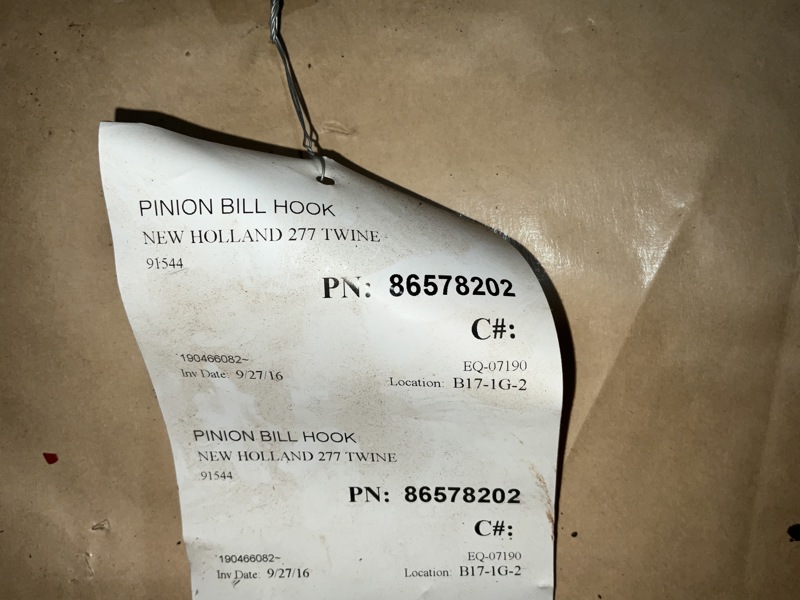 PINION BILL HOOK
NEW HOLLAND 277 TWINE
91544
PN: 86578202
C#:
190466082~ EQ-07190
Inv Date: 9/27/16 Location: B17-1G-2
PINION BILL HOOK
NEW HOLLAND 277 TWINE
91544
PN: 86578202
C#:
190466082~ EQ-07190
Inv Date: 9/27/16 Location: B17-1G-2